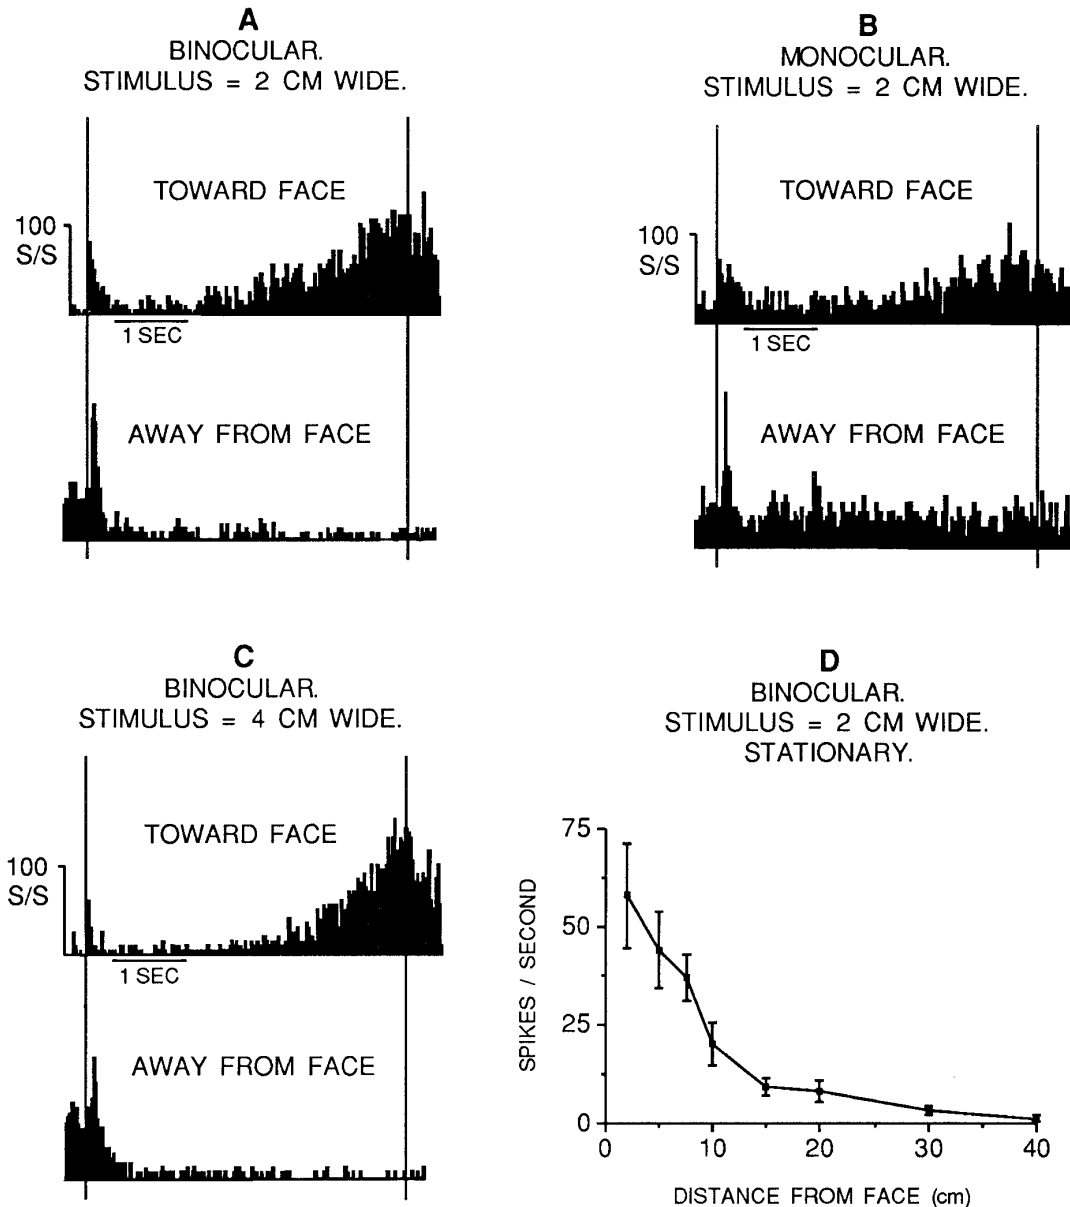 A
BINOCULAR.
STIMULUS = 2 CM WIDE.
TOWARD FACE
100
S/S
1 SEC
AWAY FROM FACE
B
MONOCULAR.
STIMULUS = 2 CM WIDE.
TOWARD FACE
100
S/S
1 SEC
AWAY FROM FACE
C
BINOCULAR.
STIMULUS = 4 CM WIDE.
TOWARD FACE
100
S/S
1 SEC
AWAY FROM FACE
D
BINOCULAR.
STIMULUS = 2 CM WIDE.
STATIONARY.
75
50
25
0
SPIKES / SECOND
0 10 20 30 40
DISTANCE FROM FACE (cm)